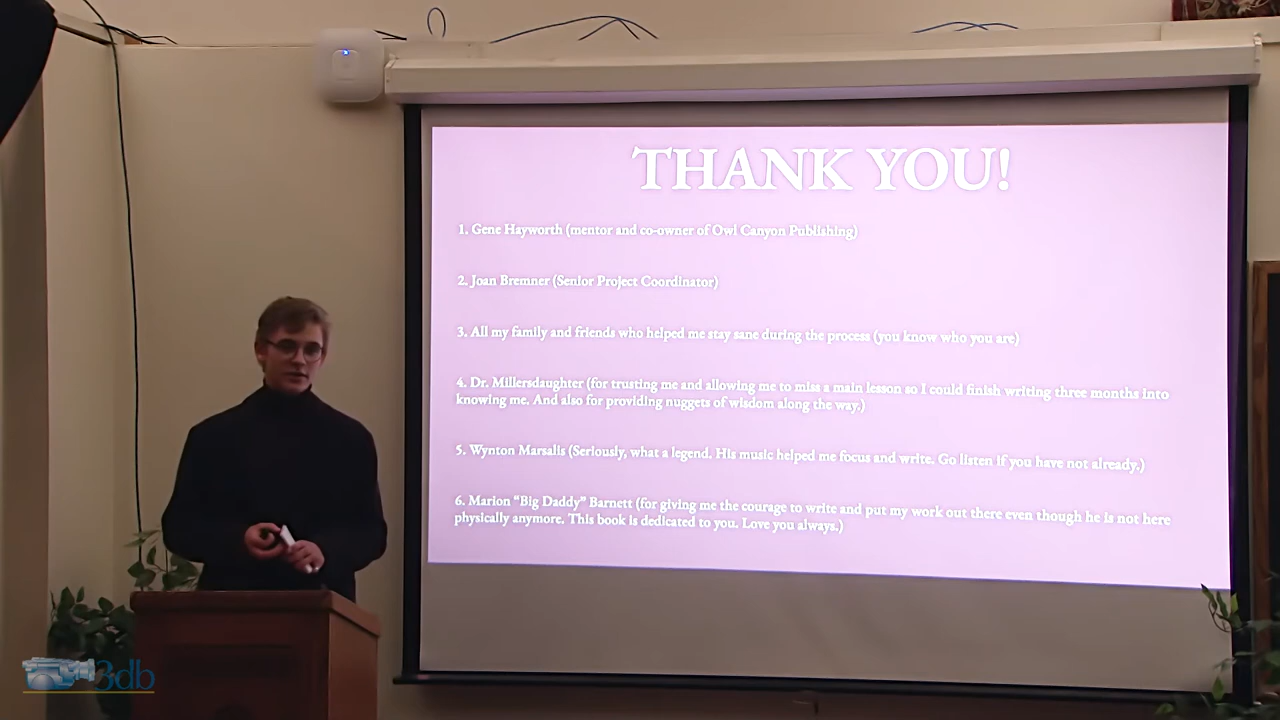 THANK YOU!
1. Gene Hayworth (mentor and co-owner of Owl Canyon Publishing)
2. Joan Bremner (Senior Project Coordinator)
3. All my family and friends who helped me stay sane during the process (you know who you are)
4. Dr. Millersdaughter (for trusting me and allowing me to miss a main lesson so I could finish writing three months into
knowing me. And also for providing nuggets of wisdom along the way.)
5. Wynton Marsalis (Seriously, what a legend. His music helped me focus and write. Go listen if you have not already.)
6. Marion "Big Daddy" Barnett (for giving me the courage to write and put my work out there even though he is not here
physically anymore. This book is dedicated to you. Love you always.)
3db